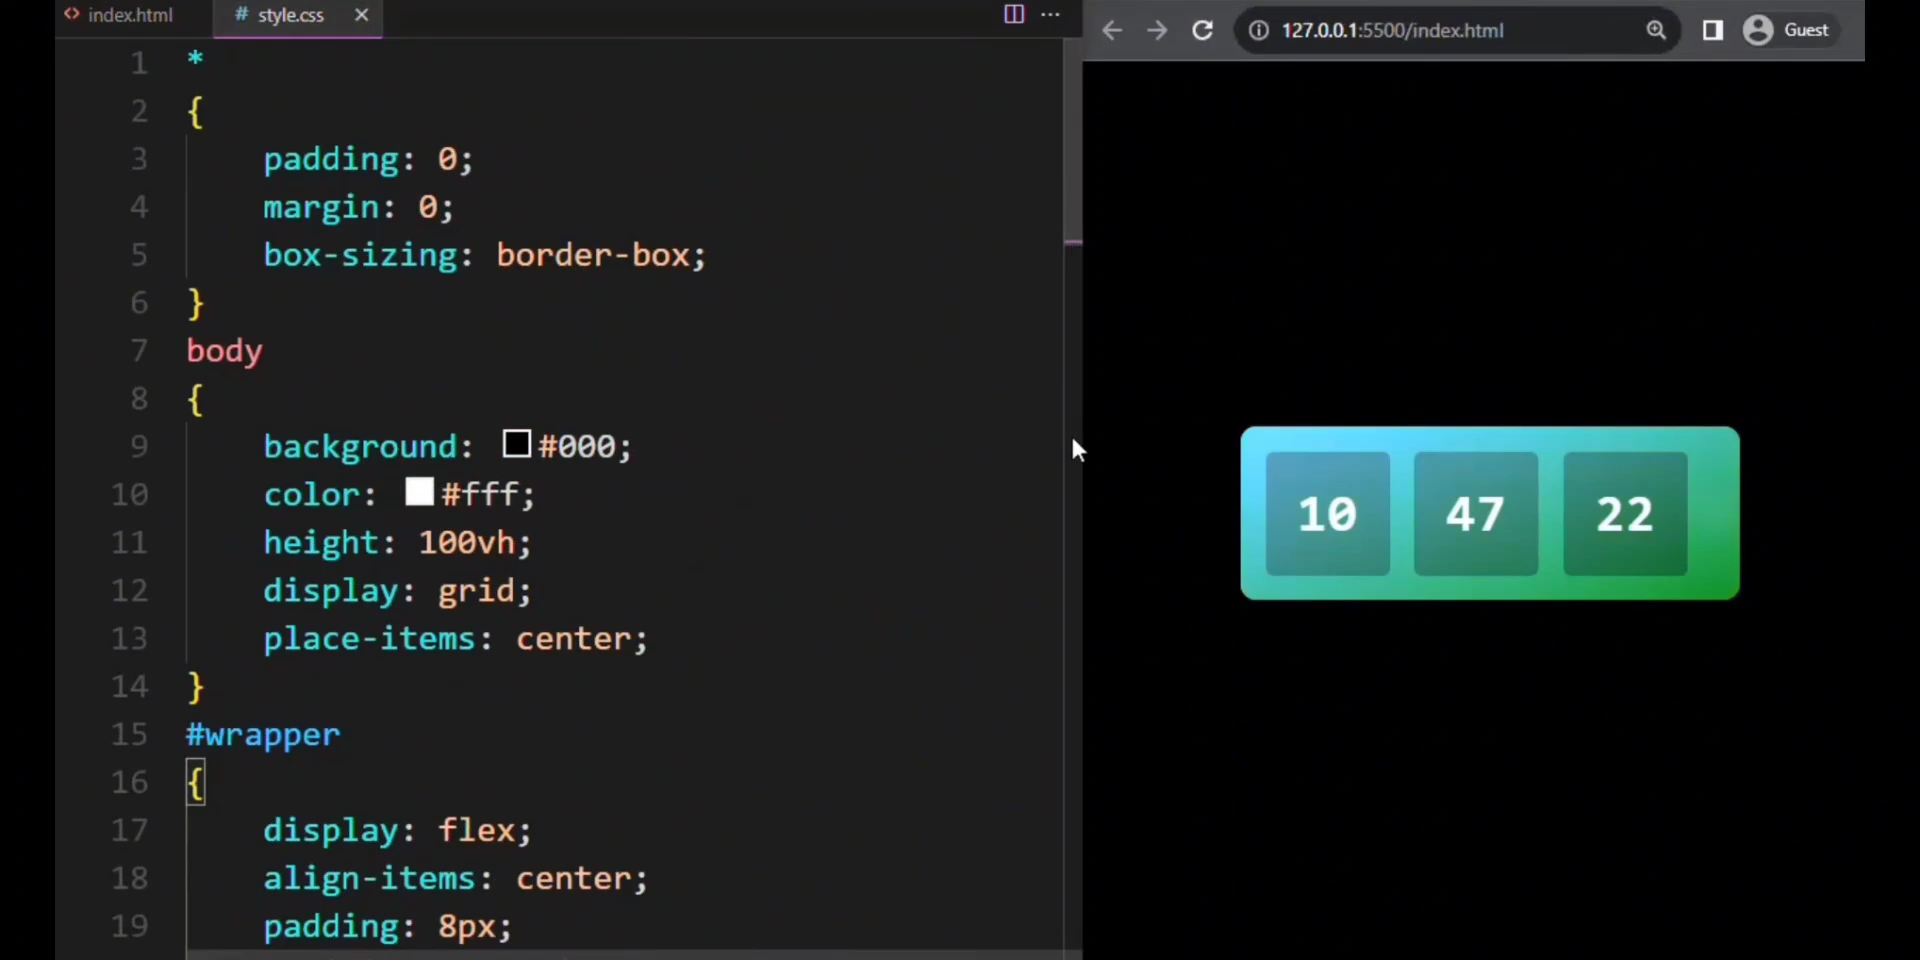 index.html
# style.css
127.0.0.1:5500/index.html
Guest
1 *
2 {
3 padding: 0;
4 margin: 0;
5 box-sizing: border-box;
6 }
7 body
8 {
9 background: #000;
10 color: #fff;
11 height: 100vh;
12 display: grid;
13 place-items: center;
14 }
15 #wrapper
16 {
17 display: flex;
18 align-items: center;
19 padding: 8px;
10 47 22